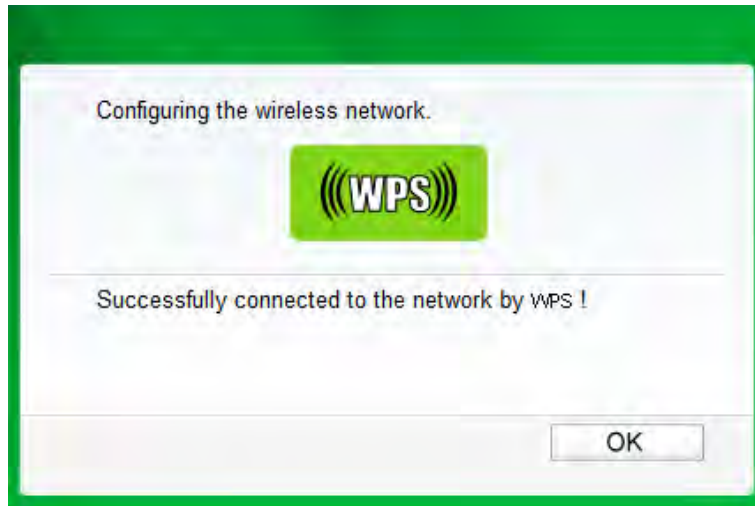 Configuring the wireless network.
(((WPS)))
Successfully connected to the network by WPS !
OK